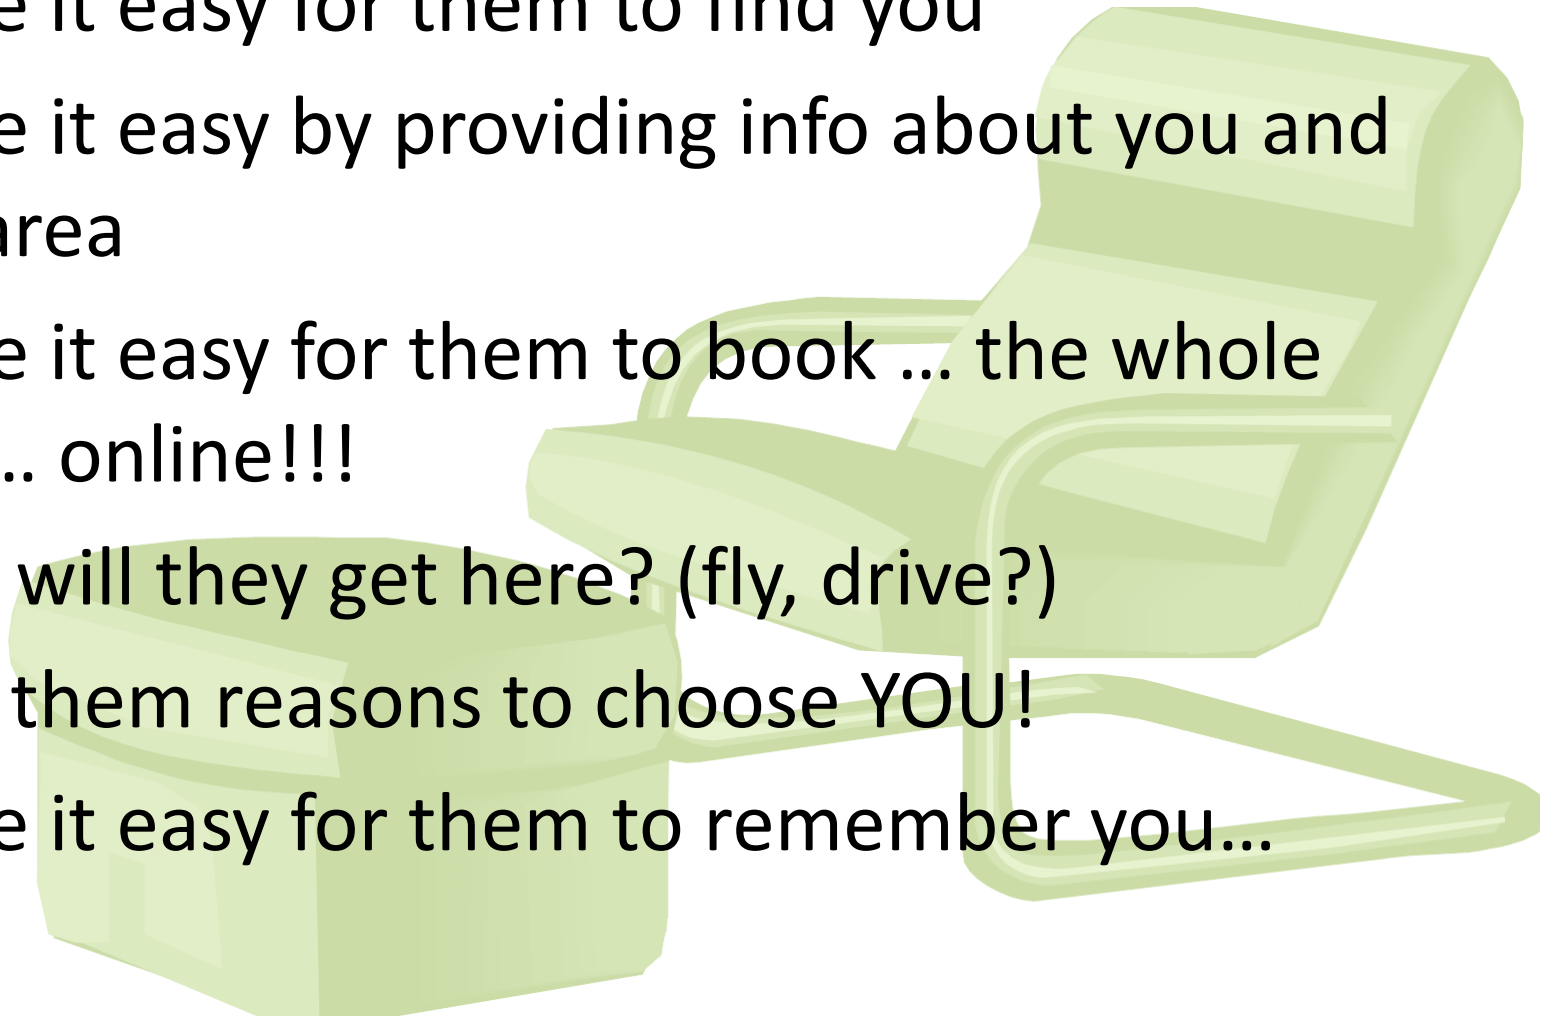 e it easy for them to find you
e it easy by providing info about you and
area
e it easy for them to book … the whole
… online!!!
will they get here? (fly, drive?)
them reasons to choose YOU!
e it easy for them to remember you…